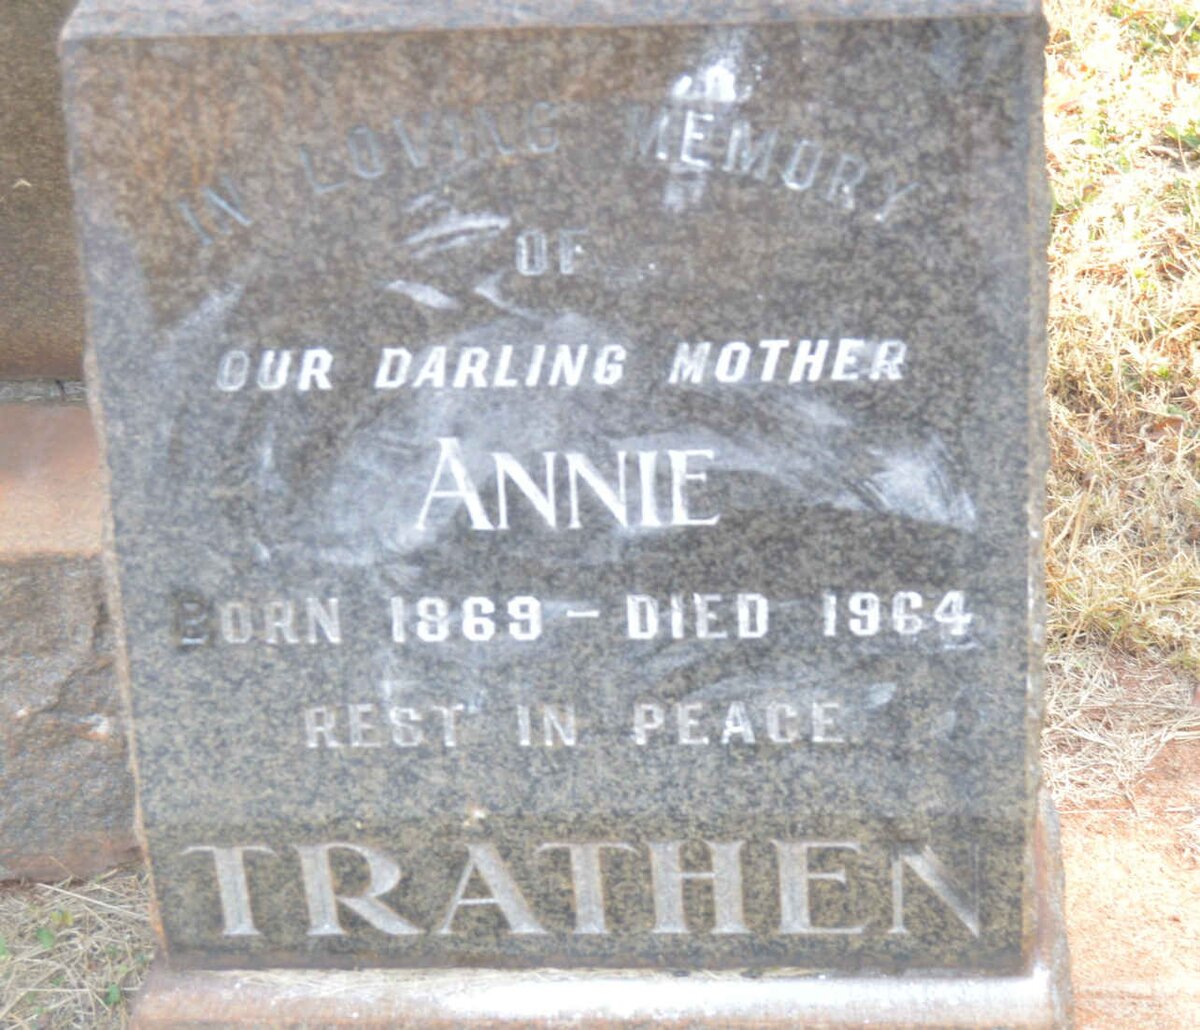 IN LOVING MEMORY
OF
OUR DARLING MOTHER
ANNIE
BORN 1869 - DIED 1964
REST IN PEACE
TRATHEN